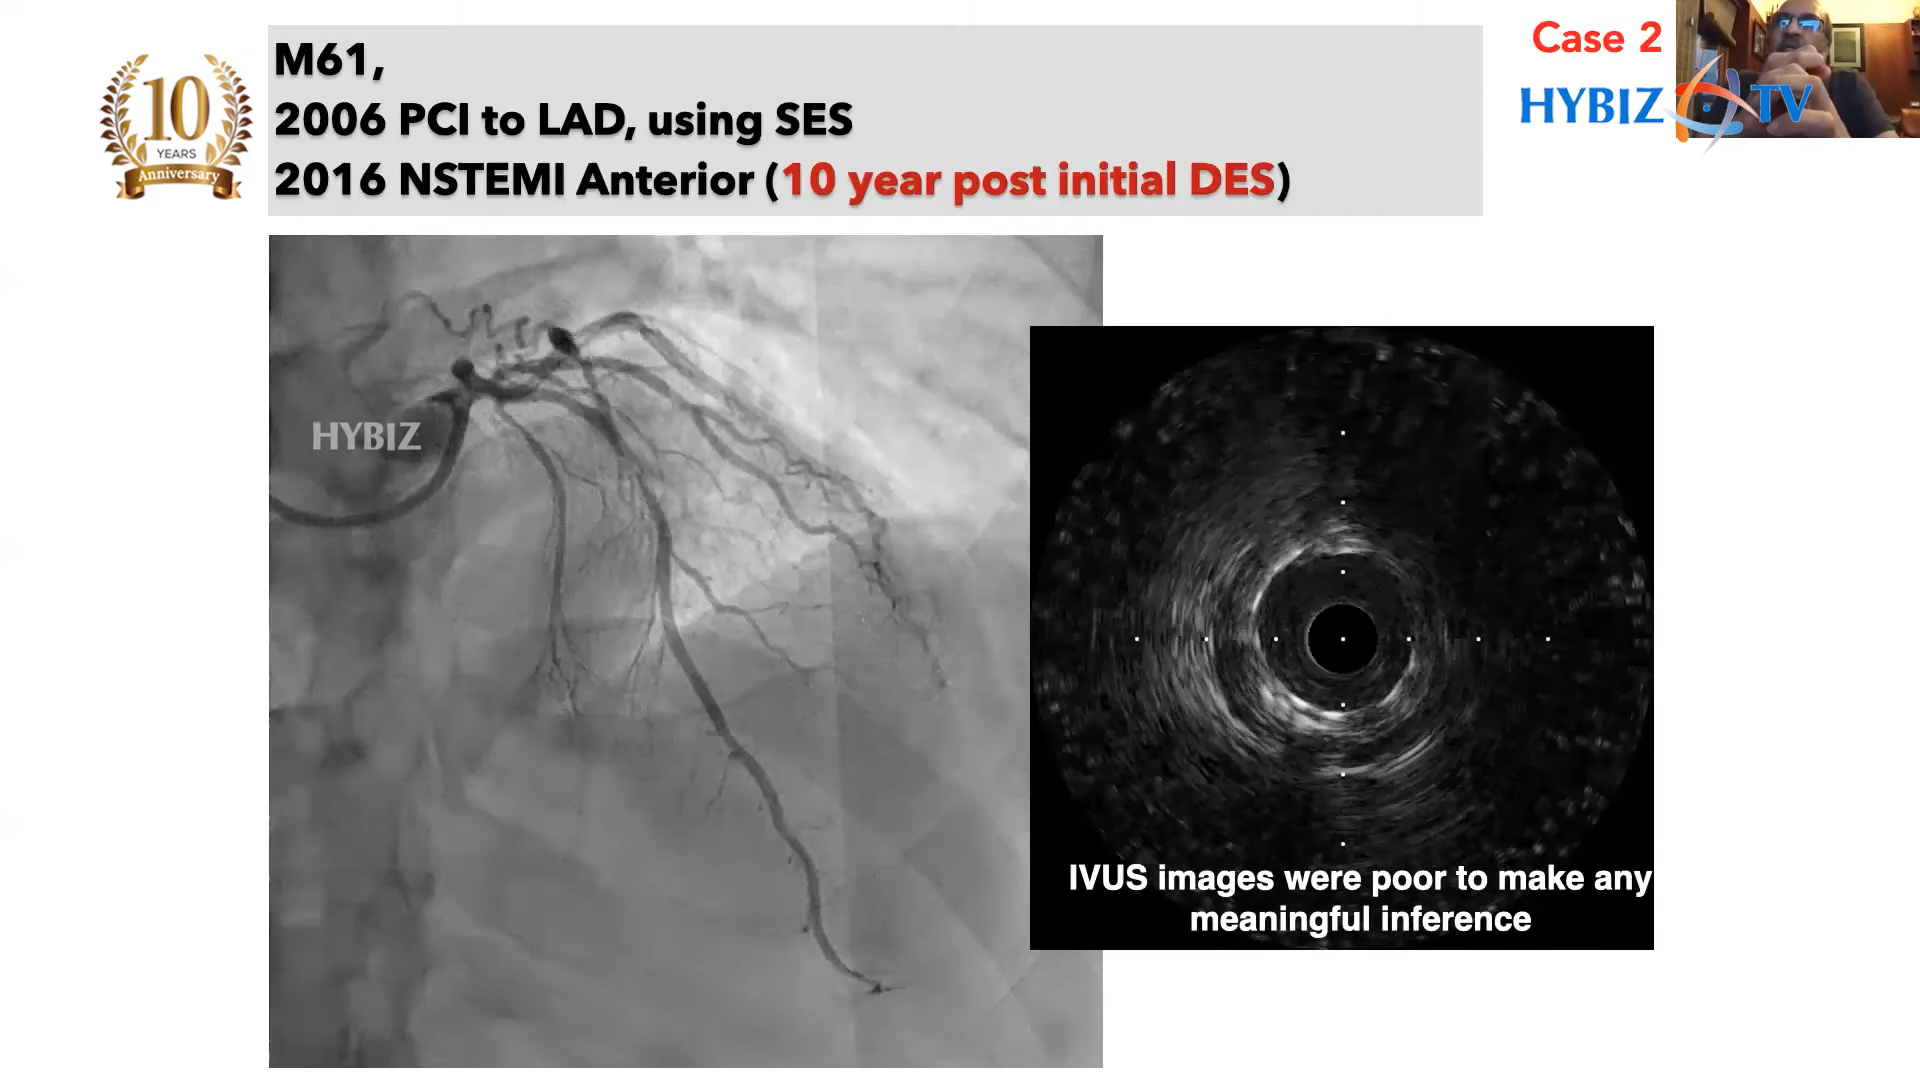 10
YEARS
Anniversary
M61,
2006 PCI to LAD, using SES
2016 NSTEMI Anterior (10 year post initial DES)
Case 2
HYBIZ TV
HYBIZ
IVUS images were poor to make any
meaningful inference